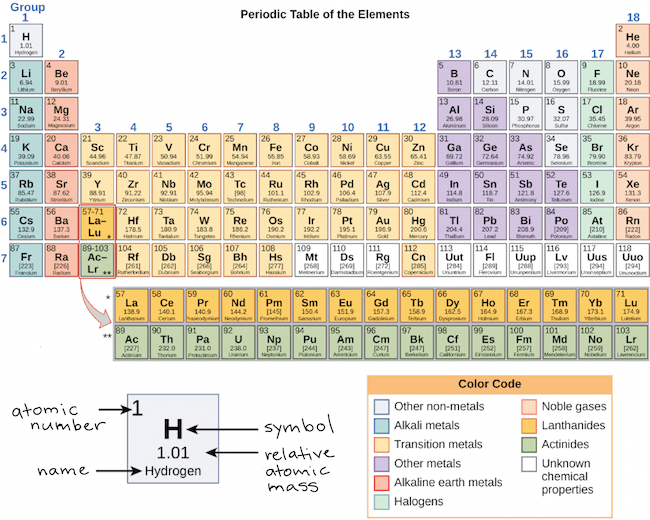 Periodic Table of the Elements
Group
1 18
1 2
1 H He
1.01 4.00
Hydrogen Helium
2 13 14 15 16 17
3 4 5 6 7 8 9 10
2 Li Be B C N O F Ne
6.94 9.01 10.81 12.11 14.01 15.99 18.99 20.18
Lithium Beryllium Boron Carbon Nitrogen Oxygen Fluorine Neon
11 12 13 14 15 16 17 18
3 Na Mg Al Si P S Cl Ar
22.99 24.31 26.98 28.09 30.97 32.07 35.45 39.95
Sodium Magnesium Aluminum Silicon Phosphorus Sulfur Chlorine Argon
3 4 5 6 7 8 9 10 11 12
19 20 21 22 23 24 25 26 27 28 29 30 31 32 33 34 35 36
4 K Ca Sc Ti V Cr Mn Fe Co Ni Cu Zn Ga Ge As Se Br Kr
39.09 40.08 44.96 47.87 50.94 51.99 54.94 55.85 58.93 58.69 63.55 65.41 69.72 72.64 74.92 78.96 79.90 83.79
Potassium Calcium Scandium Titanium Vanadium Chromium Manganese Iron Cobalt Nickel Copper Zinc Gallium Germanium Arsenic Selenium Bromine Krypton
37 38 39 40 41 42 43 44 45 46 47 48 49 50 51 52 53 54
5 Rb Sr Y Zr Nb Mo Tc Ru Rh Pd Ag Cd In Sn Sb Te I Xe
85.47 87.62 88.91 91.22 92.91 95.94 [98] 101.1 102.9 106.4 107.9 112.4 114.8 118.7 121.8 127.6 126.9 131.3
Rubidium Strontium Yttrium Zirconium Niobium Molybdenum Technetium Ruthenium Rhodium Palladium Silver Cadmium Indium Tin Antimony Tellurium Iodine Xenon
55 56 57-71 72 73 74 75 76 77 78 79 80 81 82 83 84 85 86
6 Cs Ba La–Lu * Hf Ta W Re Os Ir Pt Au Hg Tl Pb Bi Po At Rn
132.9 137.3 178.5 180.9 183.8 186.2 190.2 192.2 195.1 196.9 200.6 204.4 207.2 208.9 [209] [210] [222]
Cesium Barium Hafnium Tantalum Tungsten Rhenium Osmium Iridium Platinum Gold Mercury Thallium Lead Bismuth Polonium Astatine Radon
87 88 89-103 104 105 106 107 108 109 110 111 112 113 114 115 116 117 118
7 Fr Ra Ac–Lr ** Rf Db Sg Bh Hs Mt Ds Rg Cn Uut Fl Uup Lv Uus Uuo
[223] [226] [261] [262] [266] [264] [277] [268] [269] [272] [285] [284] [289] [288] [293] [294] [294]
Francium Radium Rutherfordium Dubnium Seaborgium Bohrium Hassium Meitnerium Darmstadtium Roentgenium Copernicium Ununtrium Flerovium Ununpentium Livermorium Ununseptium Ununoctium
57 58 59 60 61 62 63 64 65 66 67 68 69 70 71
* La Ce Pr Nd Pm Sm Eu Gd Tb Dy Ho Er Tm Yb Lu
138.9 140.1 140.9 144.2 [145] 150.4 151.9 157.3 158.9 162.5 164.9 167.3 168.9 173.1 174.9
Lanthanum Cerium Praseodymium Neodymium Promethium Samarium Europium Gadolinium Terbium Dysprosium Holmium Erbium Thulium Ytterbium Lutetium
89 90 91 92 93 94 95 96 97 98 99 100 101 102 103
** Ac Th Pa U Np Pu Am Cm Bk Cf Es Fm Md No Lr
[227] 232.0 231.0 238.0 [237] [244] [243] [247] [247] [251] [252] [257] [258] [259] [262]
Actinium Thorium Protactinium Uranium Neptunium Plutonium Americium Curium Berkelium Californium Einsteinium Fermium Mendelevium Nobelium Lawrencium
atomic number
1
H
symbol
1.01
relative atomic mass
name
Hydrogen
Color Code
Other non-metals
Alkali metals
Transition metals
Other metals
Alkaline earth metals
Halogens
Noble gases
Lanthanides
Actinides
Unknown
chemical
properties